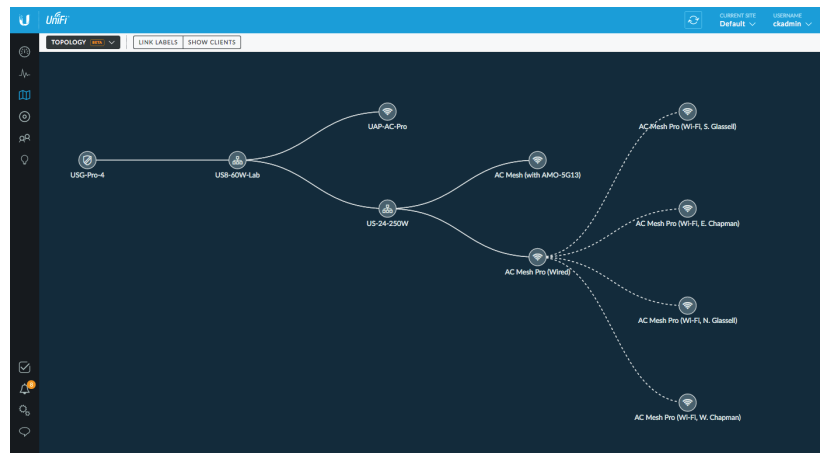 U UniFi CURRENT SITE USERNAME
Default ckadmin
TOPOLOGY BETA LINK LABELS SHOW CLIENTS
UAP-AC-Pro
AC Mesh Pro (Wi-Fi, S. Glassell)
USG-Pro-4
US8-60W-Lab
AC Mesh (with AMO-5G13)
US-24-250W
AC Mesh Pro (Wi-Fi, E. Chapman)
AC Mesh Pro (Wired)
AC Mesh Pro (Wi-Fi, N. Glassell)
AC Mesh Pro (Wi-Fi, W. Chapman)